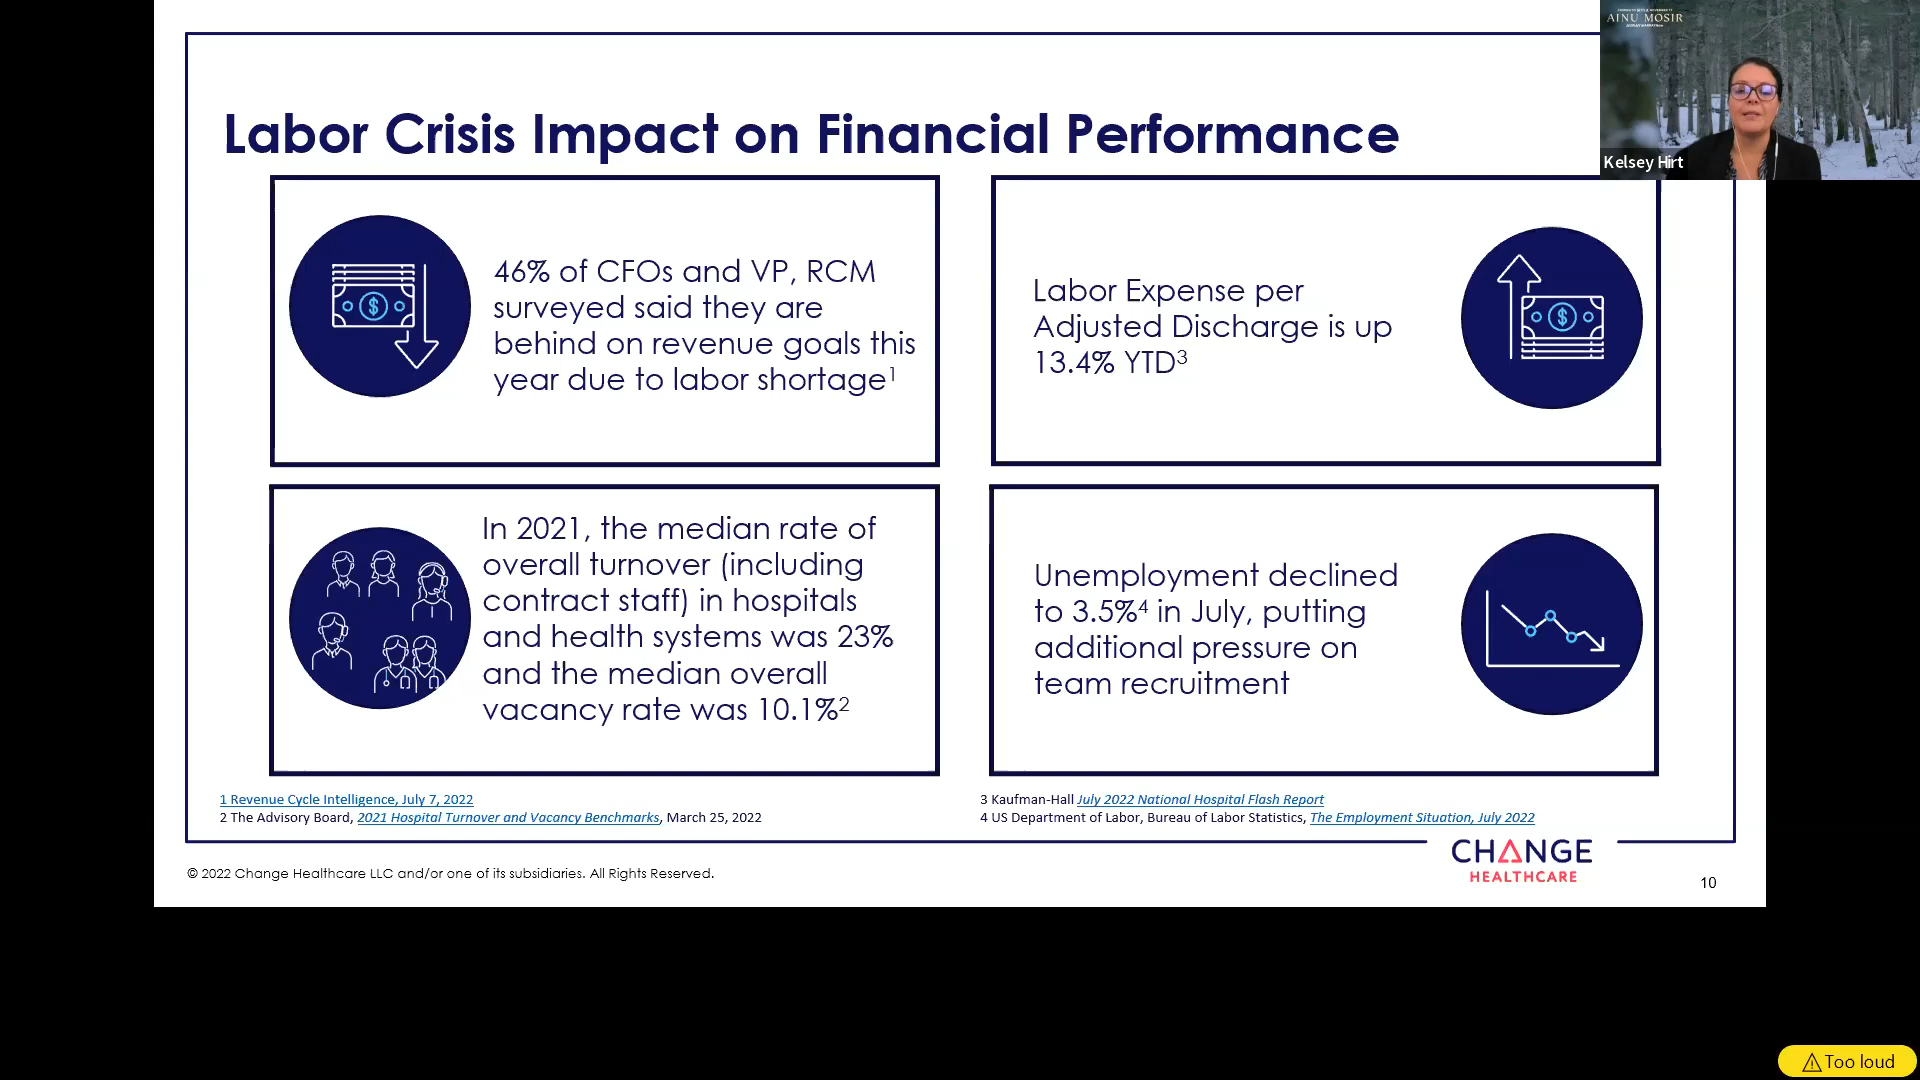 AINU MOSIR
Kelsey Hirt
Labor Crisis Impact on Financial Performance
46% of CFOs and VP, RCM
surveyed said they are
behind on revenue goals this
year due to labor shortage1
Labor Expense per
Adjusted Discharge is up
13.4% YTD3
In 2021, the median rate of
overall turnover (including
contract staff) in hospitals
and health systems was 23%
and the median overall
vacancy rate was 10.1%2
Unemployment declined
to 3.5%4 in July, putting
additional pressure on
team recruitment
1 Revenue Cycle Intelligence, July 7, 2022
2 The Advisory Board, 2021 Hospital Turnover and Vacancy Benchmarks, March 25, 2022
3 Kaufman-Hall July 2022 National Hospital Flash Report
4 US Department of Labor, Bureau of Labor Statistics, The Employment Situation, July 2022
© 2022 Change Healthcare LLC and/or one of its subsidiaries. All Rights Reserved.
CHANGE
HEALTHCARE
10
Too loud